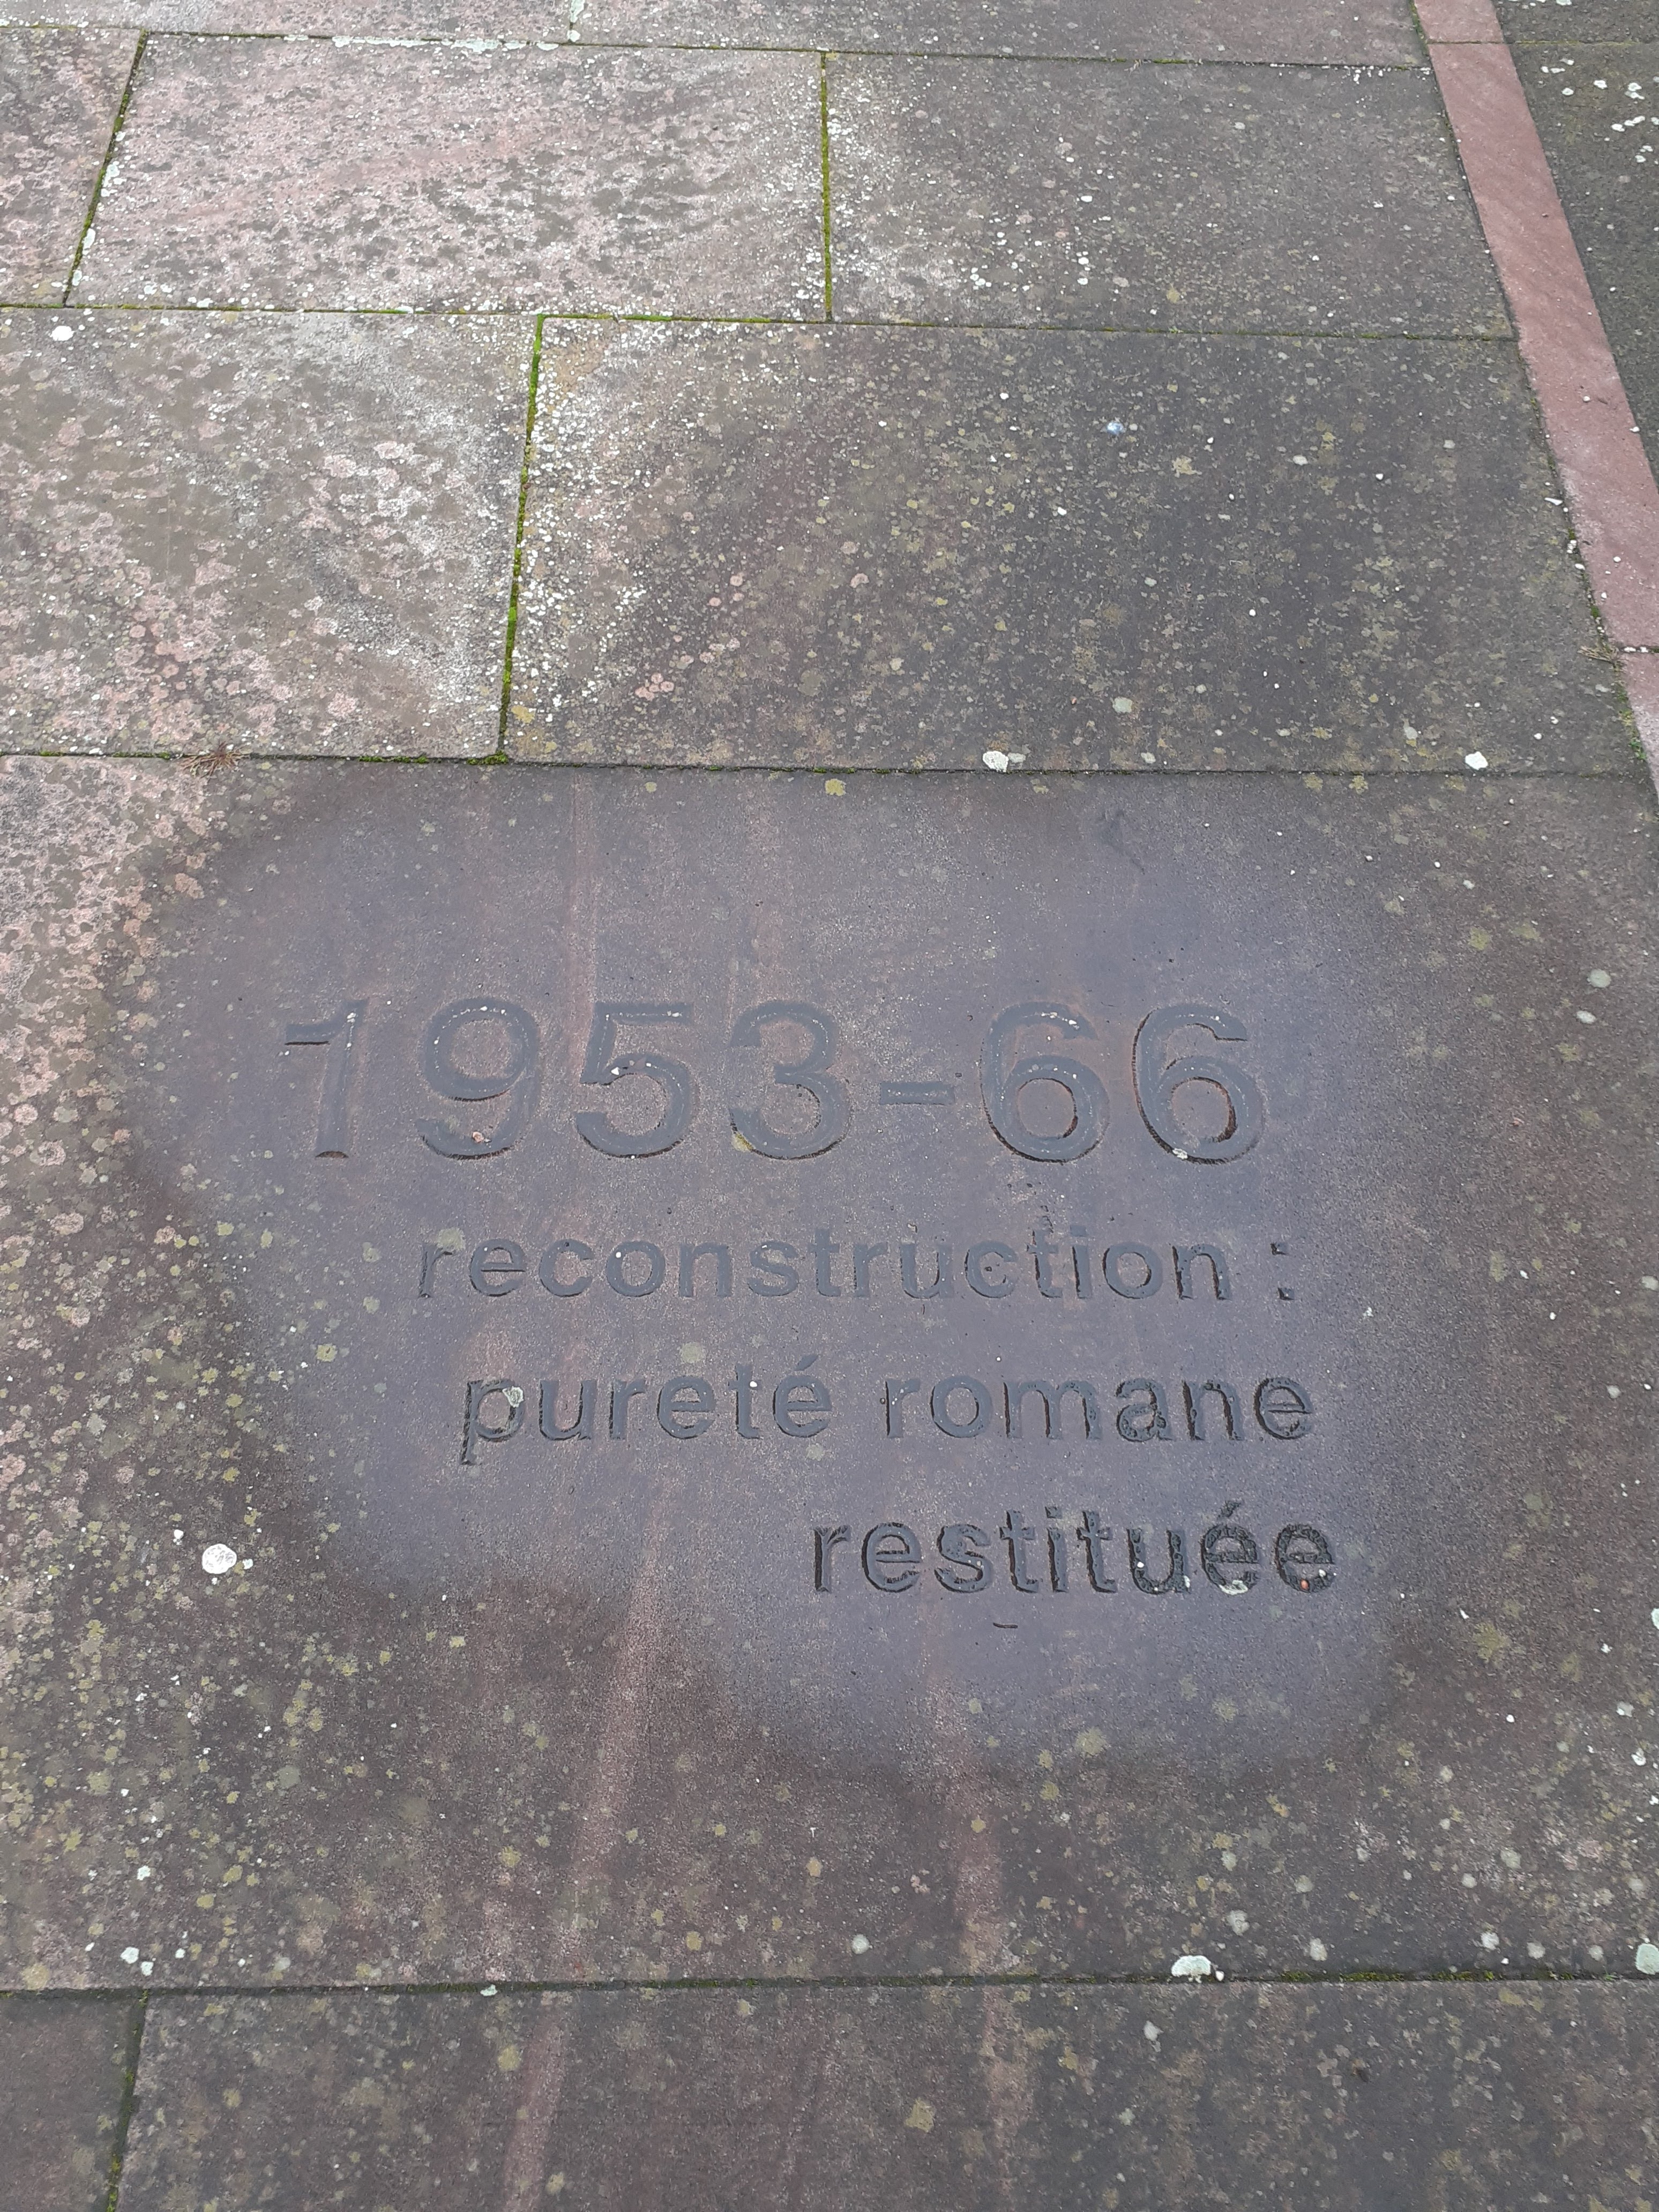 1953-66
reconstruction :
pureté romane
restituée